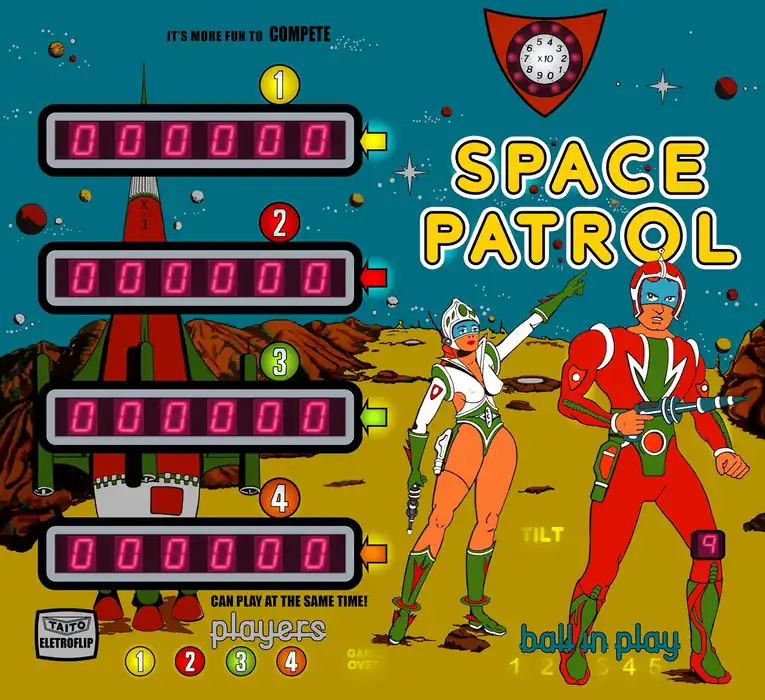 IT'S MORE FUN TO COMPETE
1
000000
2
000000
3
000000
4
000000
X-3
CAN PLAY AT THE SAME TIME!
players
1 2 3 4
TAITO
ELETROFLIP
GAME
OVER
5 4
6 3
7 x10 2
8 9 0 1
SPACE
PATROL
TILT
9
ball in play
1 2 3 4 5